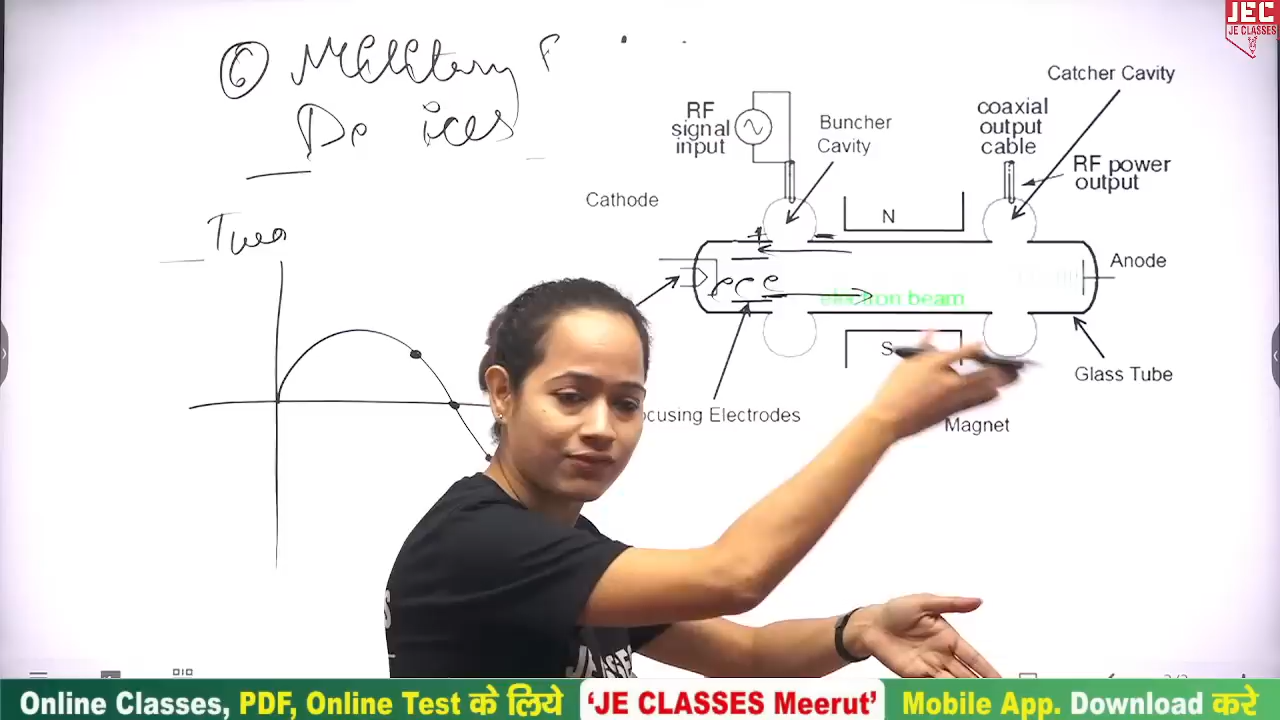 JEC
JE CLASSES
⑥ Military
Devices
Two
Catcher Cavity
RF
signal
input
Buncher
Cavity
coaxial
output
cable
RF power
output
Cathode
N
+
-
Anode
eee
electron beam
S
Glass Tube
ocusing Electrodes
Magnet
Online Classes, PDF, Online Test के लिये 'JE CLASSES Meerut' Mobile App. Download करे